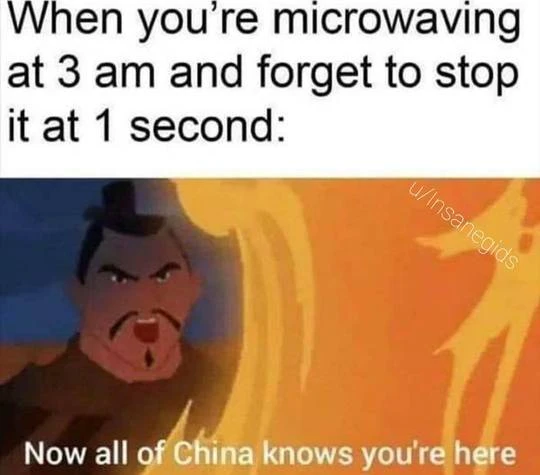 When you're microwaving
at 3 am and forget to stop
it at 1 second:
u/Insanegids
Now all of China knows you're here